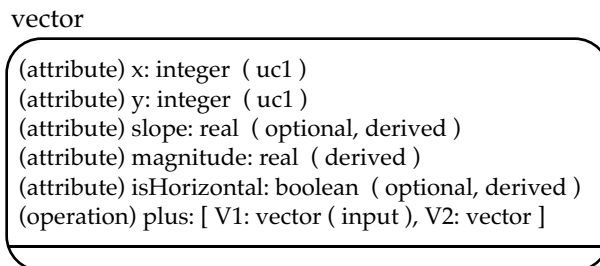 vector
(attribute) x: integer ( uc1 )
(attribute) y: integer ( uc1 )
(attribute) slope: real ( optional, derived )
(attribute) magnitude: real ( derived )
(attribute) isHorizontal: boolean ( optional, derived )
(operation) plus: [ V1: vector ( input ), V2: vector ]